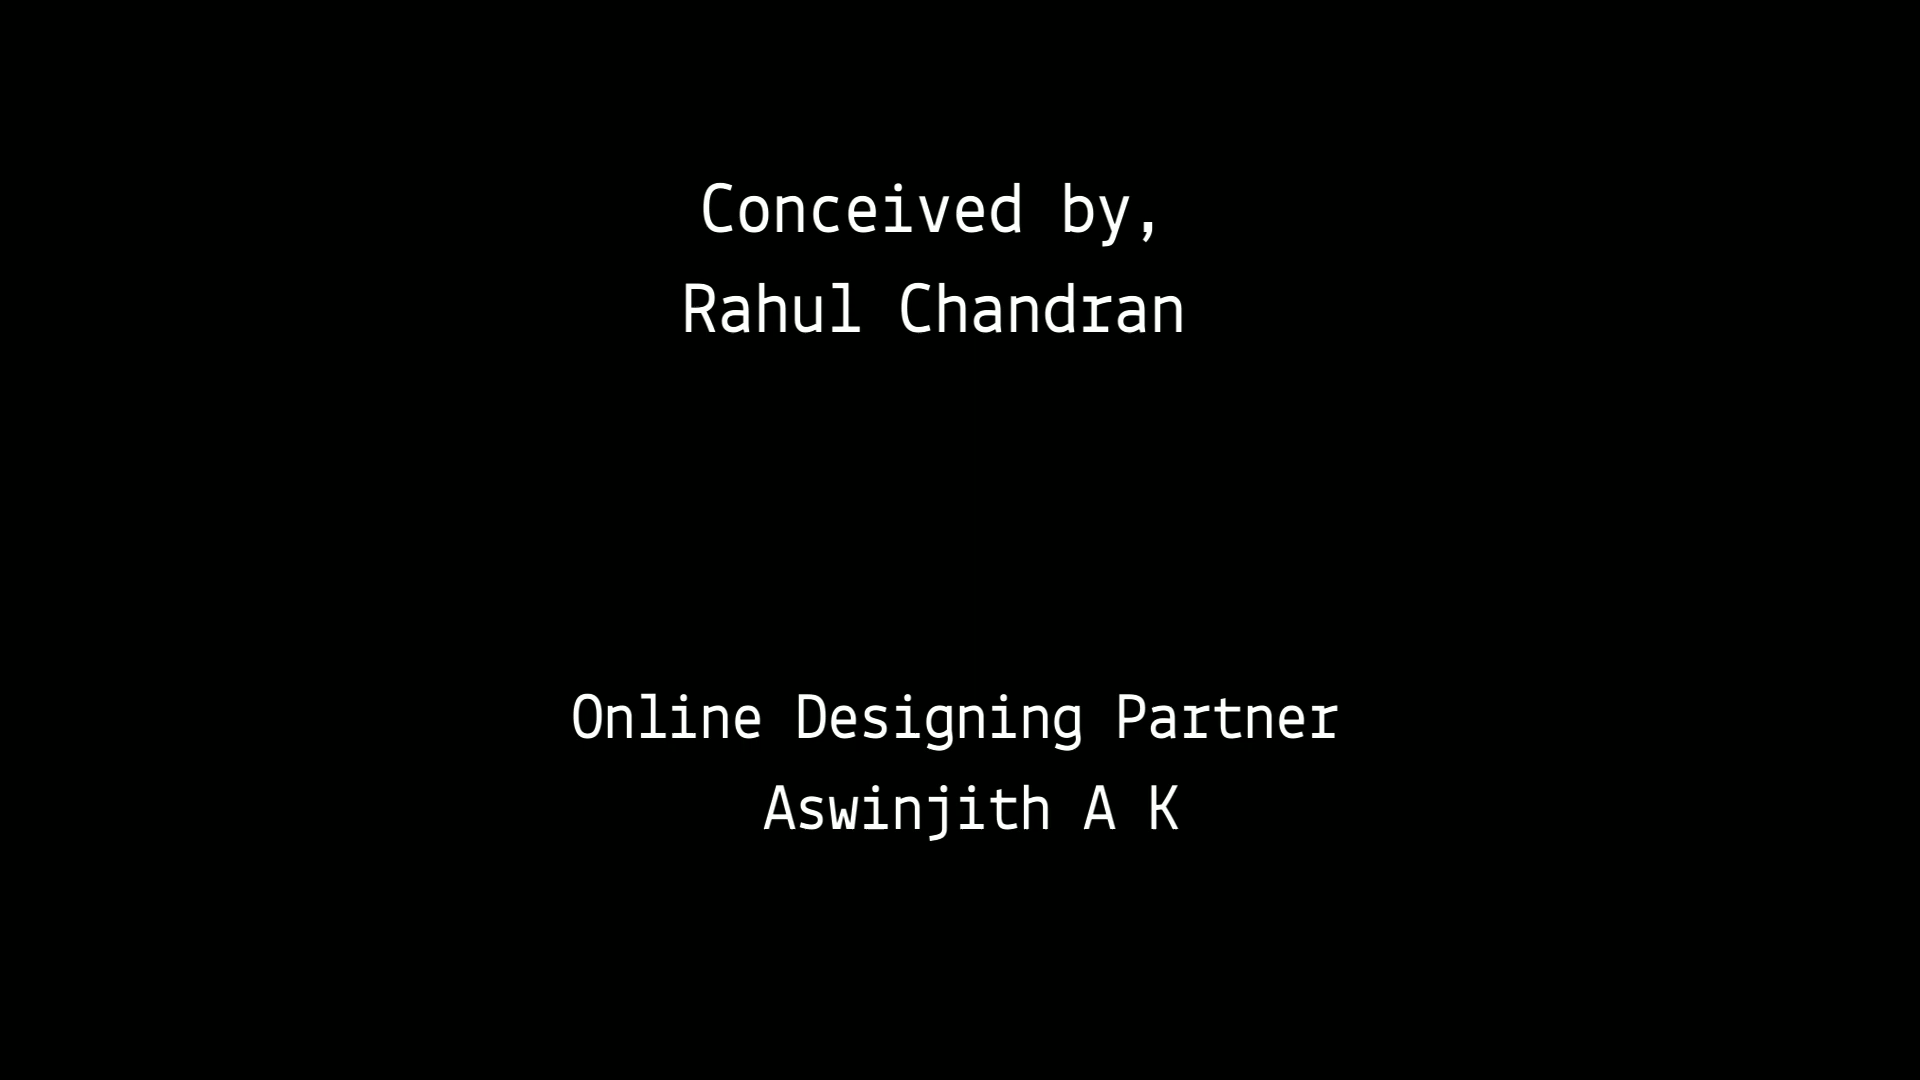 Conceived by,
Rahul Chandran
Online Designing Partner
Aswinjith A K